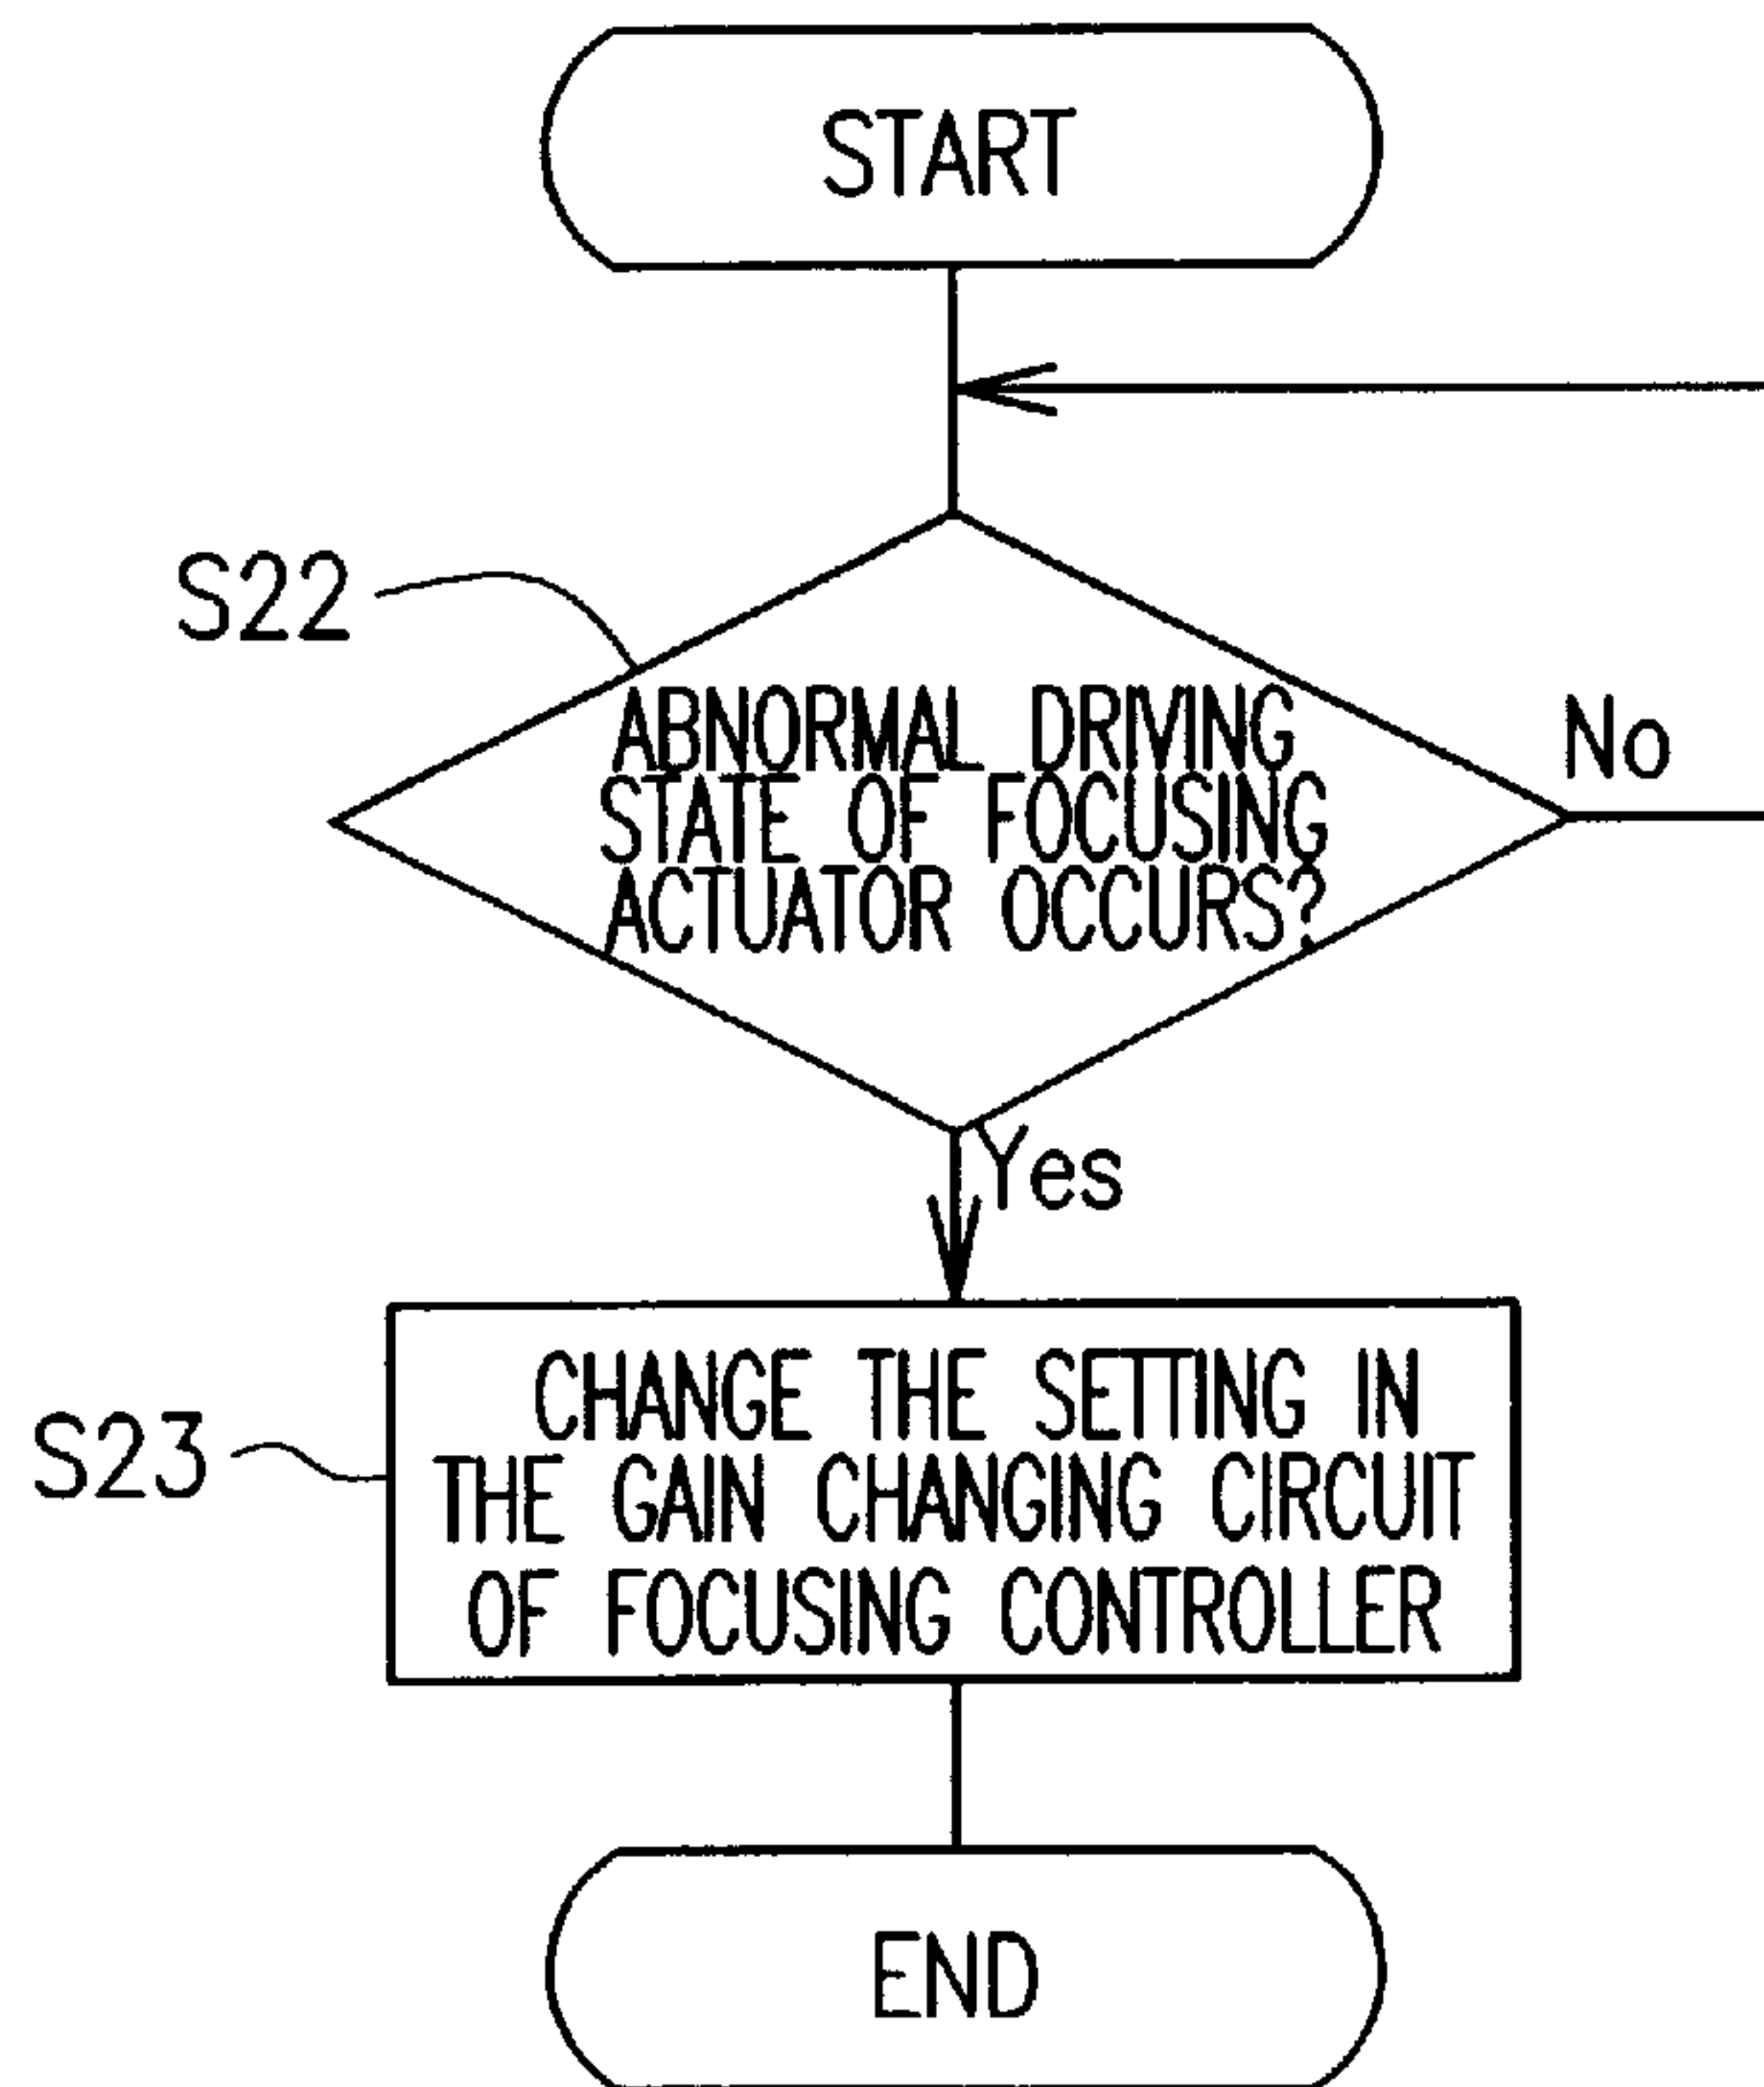 START
S22
ABNORMAL DRIVING
STATE OF FOCUSING
ACTUATOR OCCURS?
No
Yes
S23
CHANGE THE SETTING IN
THE GAIN CHANGING CIRCUIT
OF FOCUSING CONTROLLER
END